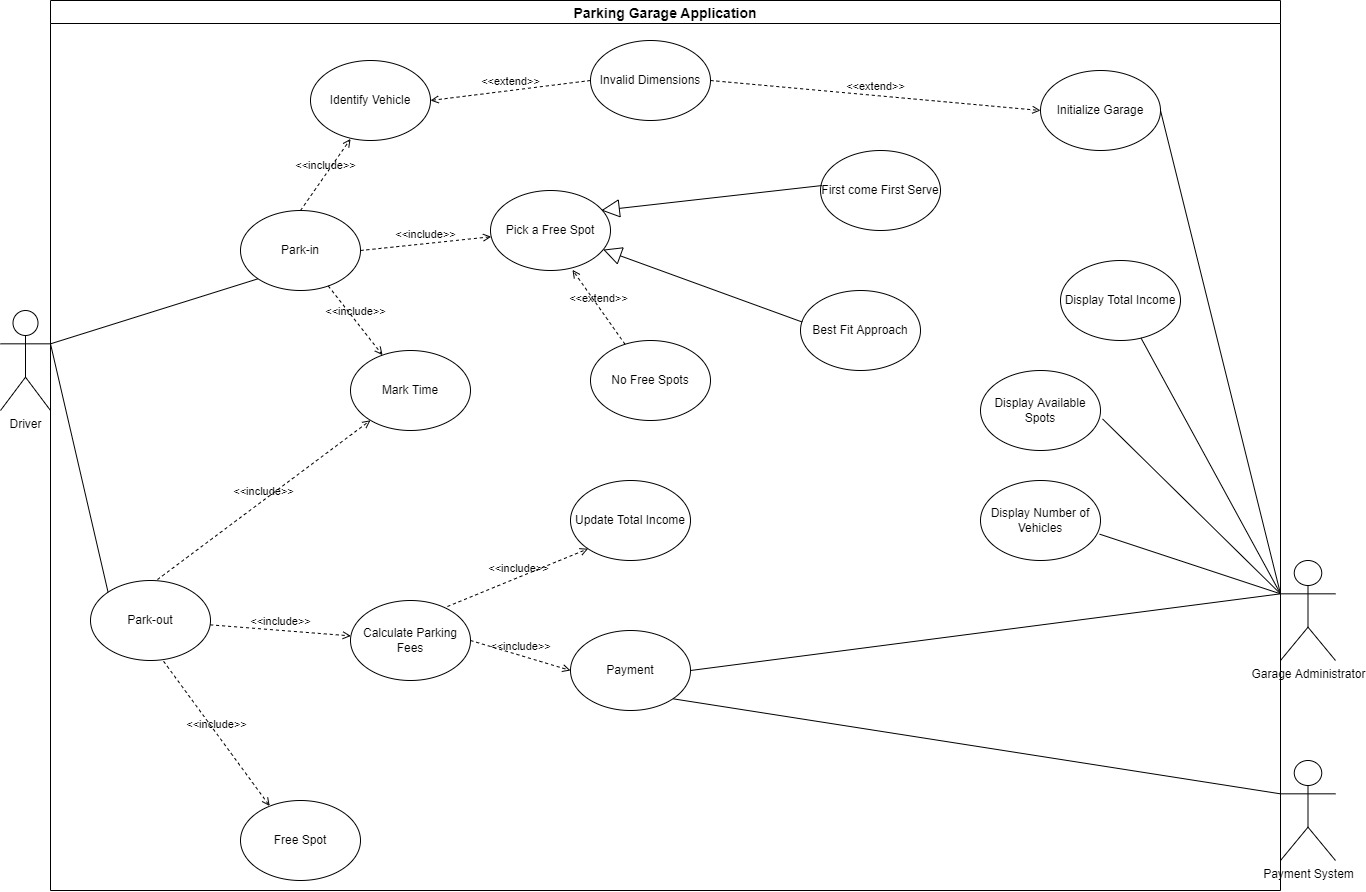 Parking Garage Application
Invalid Dimensions
<<extend>>
<<extend>>
Identify Vehicle
Initialize Garage
<<include>>
First come First Serve
Pick a Free Spot
<<include>>
Park-in
<<extend>>
Display Total Income
<<include>>
Best Fit Approach
No Free Spots
Mark Time
Display Available
Spots
Driver
<<include>>
Update Total Income
Display Number of
Vehicles
<<include>>
Park-out
<<include>>
Calculate Parking
Fees
<<include>>
Payment
Garage Administrator
<<include>>
Free Spot
Payment System